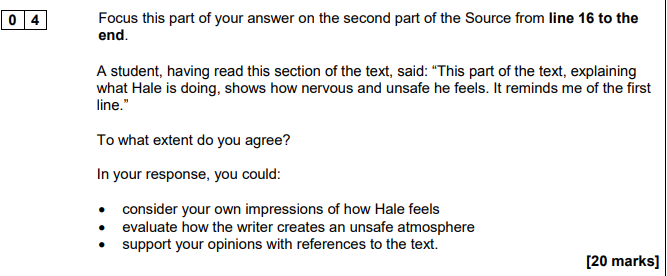 0 4 Focus this part of your answer on the second part of the Source from line 16 to the
end.
A student, having read this section of the text, said: “This part of the text, explaining
what Hale is doing, shows how nervous and unsafe he feels. It reminds me of the first
line.”
To what extent do you agree?
In your response, you could:
• consider your own impressions of how Hale feels
• evaluate how the writer creates an unsafe atmosphere
• support your opinions with references to the text.
[20 marks]